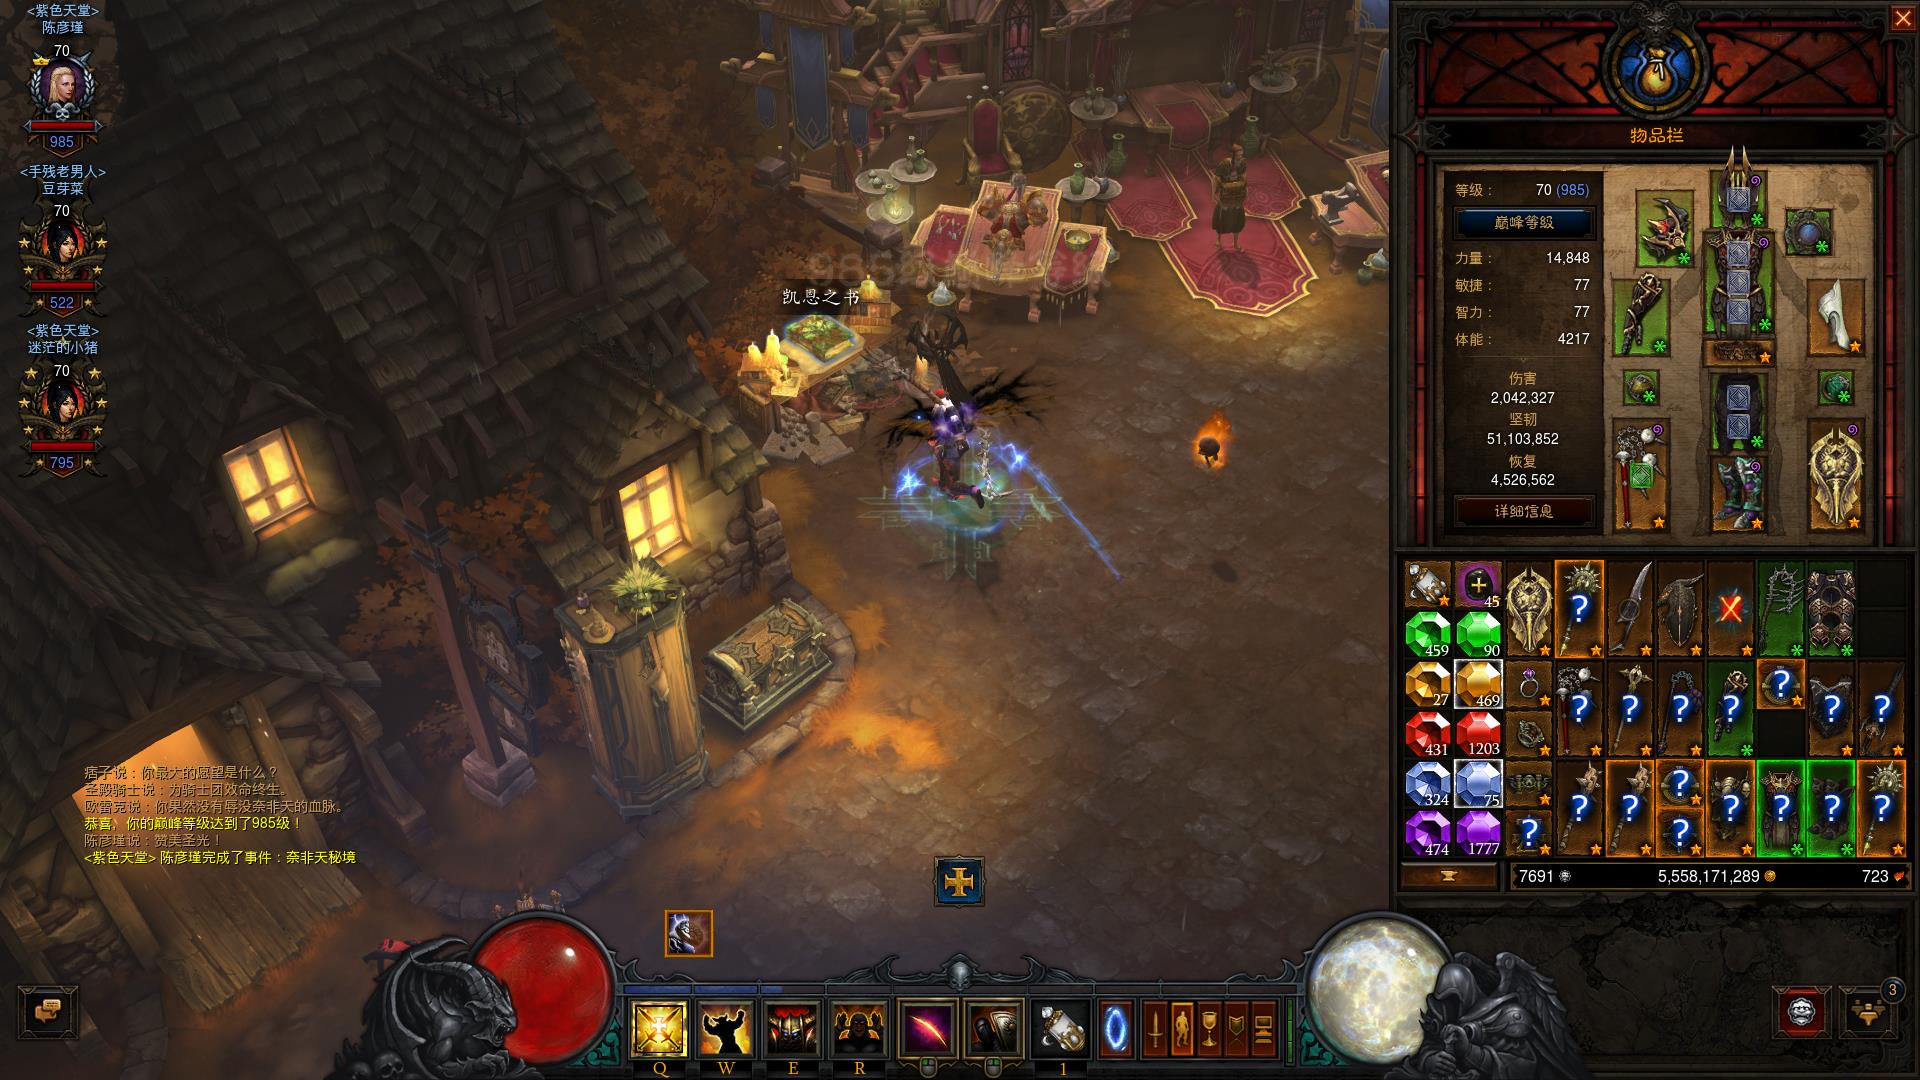 <紫色天堂>
陈彦瑾
70
985
<手残老男人>
豆芽菜
70
522
<紫色天堂>
迷茫的小猪
70
795
凯恩之书
痞子说：你最大的愿望是什么？
圣殿骑士说：为骑士团效命终生。
欧雷克说：你果然没有辱没奈非天的血脉。
恭喜，你的巅峰等级达到了985级！
陈彦瑾说：赞美圣光！
<紫色天堂> 陈彦瑾完成了事件：奈非天秘境
Q W E R 1
物品栏
等级： 70 (985)
巅峰等级
力量： 14,848
敏捷： 77
智力： 77
体能： 4217
伤害
2,042,327
坚韧
51,103,852
恢复
4,526,562
详细信息
45
? 
459 90
27 469
? ? ? ? ? ? ?
431 1203
324 75
? ? ? ? ? ? ?
474 1777
? ?
7691 5,558,171,289 723
3